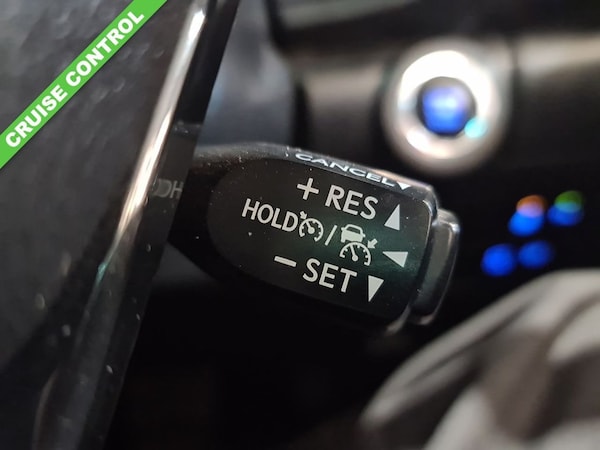 CRUISE CONTROL
CANCEL▼
+ RES ▲
HOLD / ◄
− SET ▼